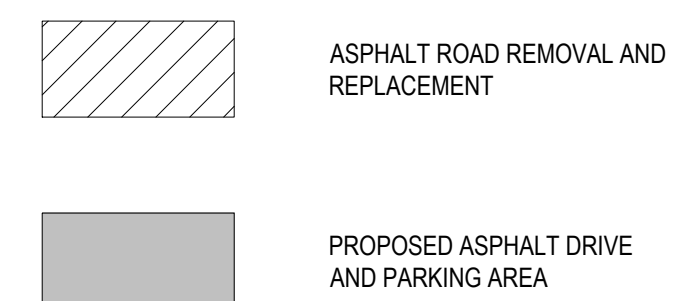 ASPHALT ROAD REMOVAL AND
REPLACEMENT
PROPOSED ASPHALT DRIVE
AND PARKING AREA